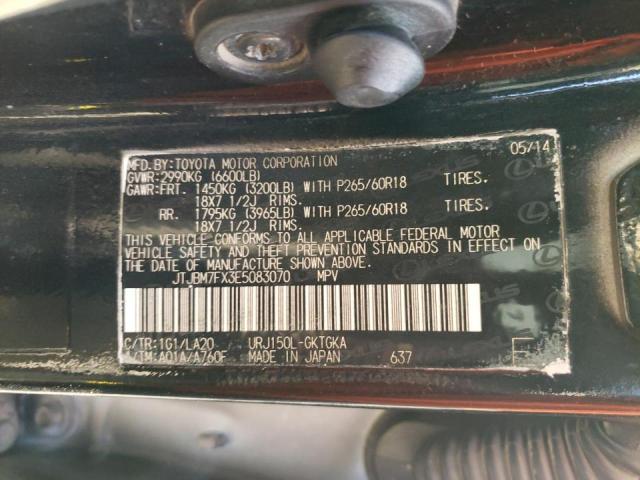 05/14
MFD.BY:TOYOTA MOTOR CORPORATION
GVWR:2990KG (6600LB)
GAWR:FRT. 1450KG (3200LB) WITH P265/60R18 TIRES.
18X7 1/2J RIMS.
RR. 1795KG (3965LB) WITH P265/60R18 TIRES.
18X7 1/2J RIMS.
THIS VEHICLE CONFORMS TO ALL APPLICABLE FEDERAL MOTOR
VEHICLE SAFETY AND THEFT PREVENTION STANDARDS IN EFFECT ON
THE DATE OF MANUFACTURE SHOWN ABOVE.
JTJBM7FX3E5083070 MPV
C/TR:1G1/LA20 URJ150L-GKTGKA
A/TM:A01A/A760F MADE IN JAPAN 637 E